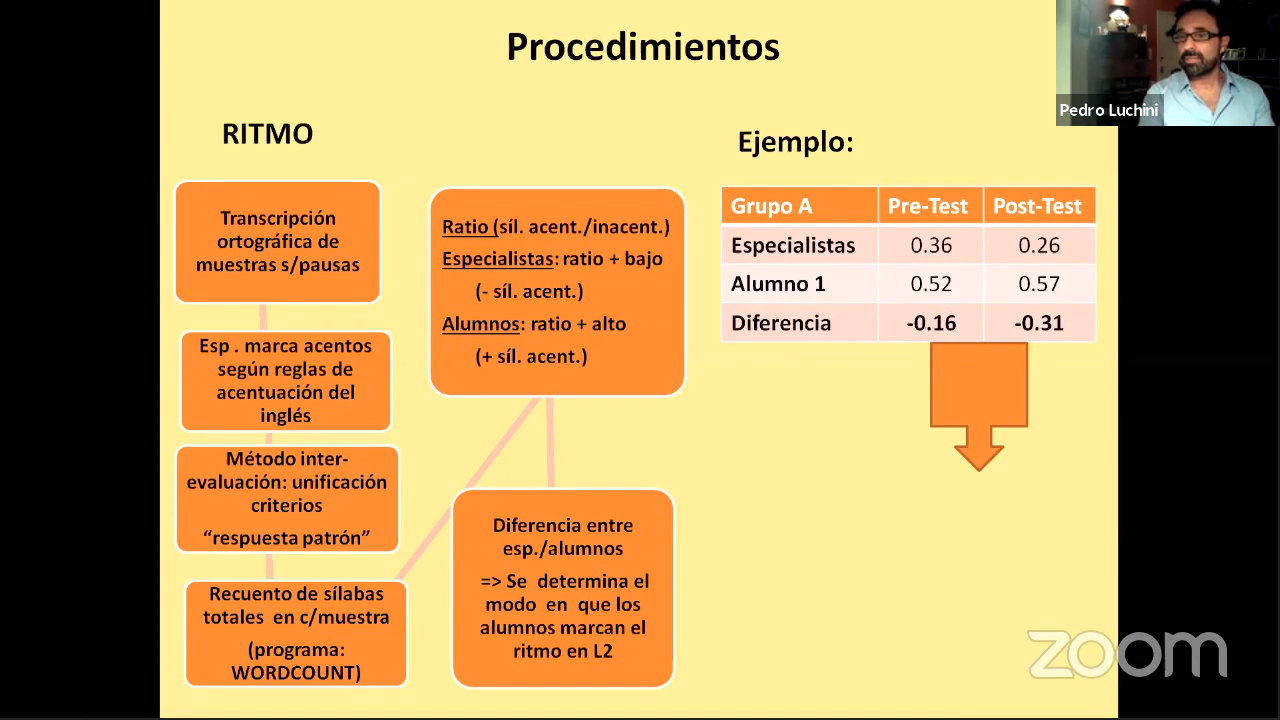 Procedimientos
Pedro Luchini
RITMO
Transcripción
ortográfica de
muestras s/pausas
Esp . marca acentos
según reglas de
acentuación del
inglés
Método inter-
evaluación: unificación
criterios
“respuesta patrón”
Recuento de sílabas
totales en c/muestra
(programa:
WORDCOUNT)
Ratio (síl. acent./inacent.)
Especialistas: ratio + bajo
(- síl. acent.)
Alumnos: ratio + alto
(+ síl. acent.)
Diferencia entre
esp./alumnos
=> Se determina el
modo en que los
alumnos marcan el
ritmo en L2
Ejemplo:
Grupo A Pre-Test Post-Test
Especialistas 0.36 0.26
Alumno 1 0.52 0.57
Diferencia -0.16 -0.31
zoom